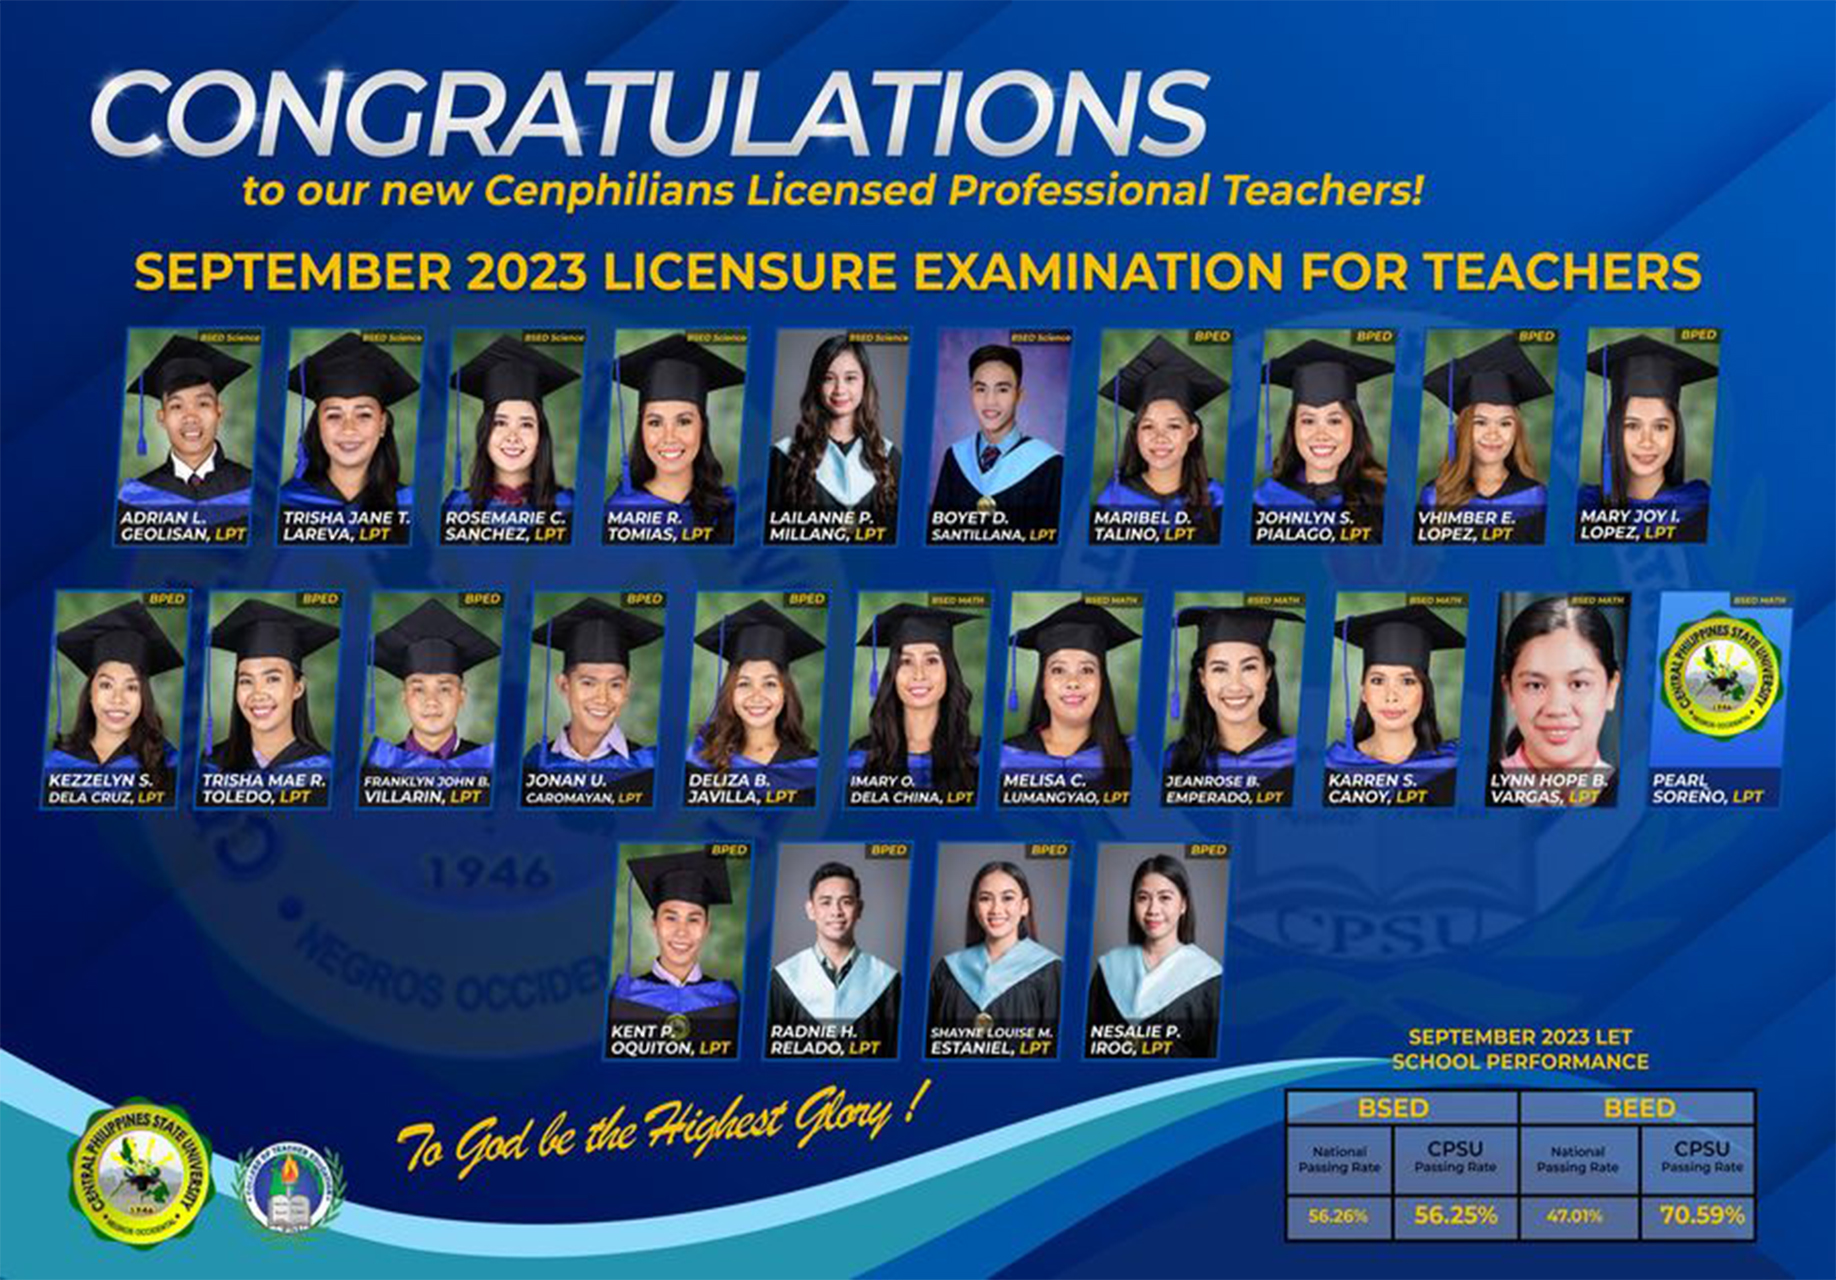 CONGRATULATIONS
to our new Cenphilians Licensed Professional Teachers!
SEPTEMBER 2023 LICENSURE EXAMINATION FOR TEACHERS
BSED Science
ADRIAN L.
GEOLISAN, LPT
BSED Science
TRISHA JANE T.
LAREVA, LPT
BSED Science
ROSEMARIE C.
SANCHEZ, LPT
BSED Science
MARIE R.
TOMIAS, LPT
BSED Science
LAILANNE P.
MILLANG, LPT
BSED Science
BOYET D.
SANTILLANA, LPT
BPED
MARIBEL D.
TALINO, LPT
BPED
JOHNLYN S.
PIALAGO, LPT
BPED
VHIMBER E.
LOPEZ, LPT
BPED
MARY JOY I.
LOPEZ, LPT
BPED
KEZZELYN S.
DELA CRUZ, LPT
BPED
TRISHA MAE R.
TOLEDO, LPT
BPED
FRANKLYN JOHN B.
VILLARIN, LPT
BPED
JONAN U.
CAROMAYAN, LPT
BPED
DELIZA B.
JAVILLA, LPT
BSED MATH
IMARY O.
DELA CHINA, LPT
BSED MATH
MELISA C.
LUMANGYAO, LPT
BSED MATH
JEANROSE B.
EMPERADO, LPT
BSED MATH
KARREN S.
CANOY, LPT
BSED MATH
LYNN HOPE B.
VARGAS, LPT
BSED MATH
CENTRAL PHILIPPINES STATE UNIVERSITY
1946
NEGROS OCCIDENTAL
PEARL
SOREÑO, LPT
BPED
KENT P.
OQUITON, LPT
BPED
RADNIE H.
RELADO, LPT
BPED
SHAYNE LOUISE M.
ESTANIEL, LPT
BPED
NESALIE P.
IROG, LPT
1946
NEGROS OCCIDE
CPSU
To God be the Highest Glory !
CENTRAL PHILIPPINES STATE UNIVERSITY
1946
NEGROS OCCIDENTAL
COLLEGE OF TEACHER EDUCATION
SEPTEMBER 2023 LET
SCHOOL PERFORMANCE
BSED BEED
National Passing Rate CPSU Passing Rate National Passing Rate CPSU Passing Rate
56.26% 56.25% 47.01% 70.59%